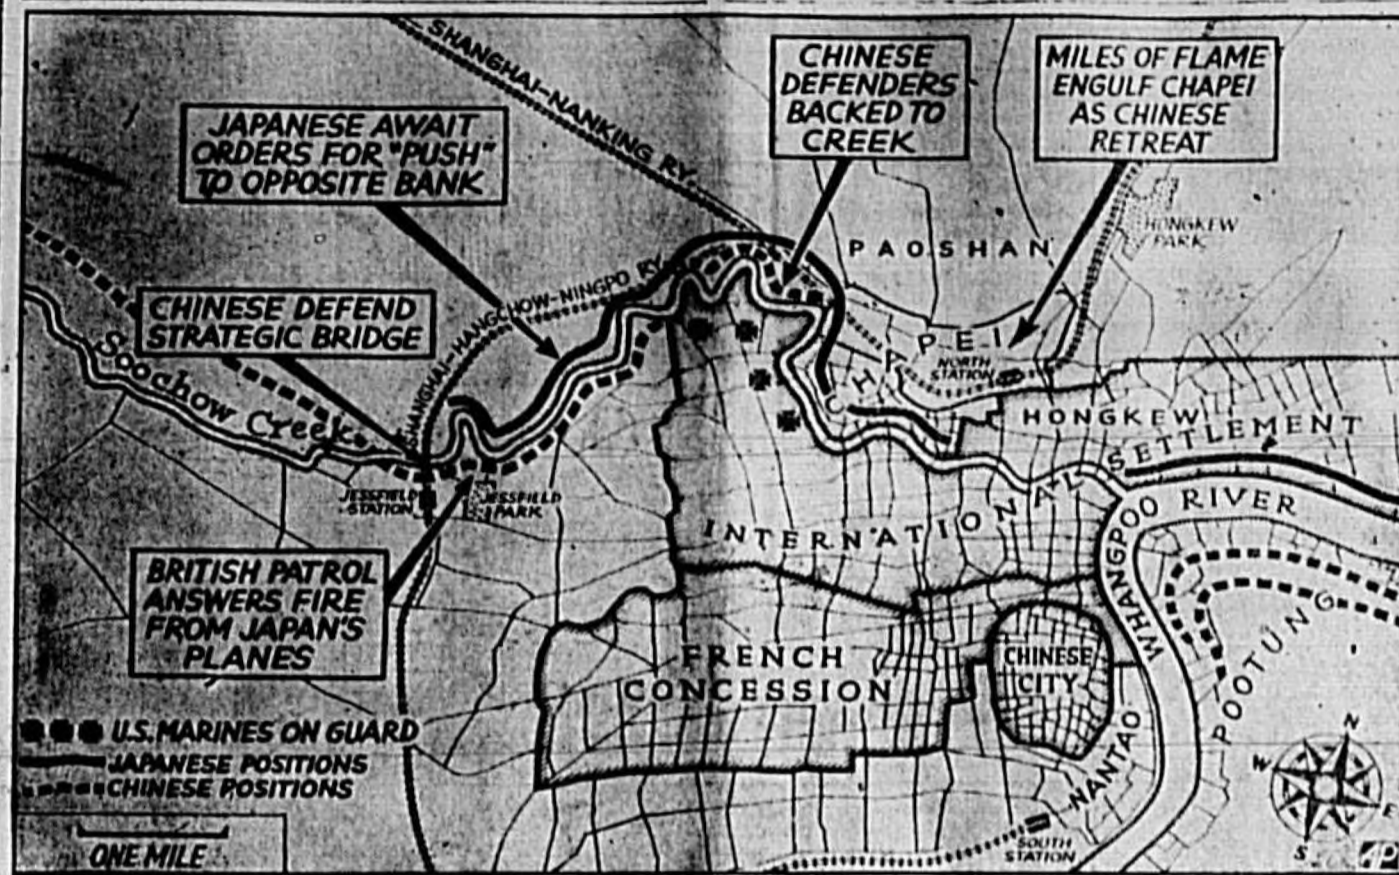 SHANGHAI-NANKING RY.
CHINESE
DEFENDERS
BACKED TO
CREEK
MILES OF FLAME
ENGULF CHAPEI
AS CHINESE
RETREAT
JAPANESE AWAIT
ORDERS FOR "PUSH"
TO OPPOSITE BANK
HONGKEW
PARK
PAOSHAN
SHANGHAI-HANGCHOW-NINGPO RY.
CHINESE DEFEND
STRATEGIC BRIDGE
CHAPEI
NORTH
STATION
Soochow Creek
HONGKEW
INTERNATIONAL SETTLEMENT
JESSFIELD
STATION
JESSFIELD
PARK
WHANGPOO RIVER
BRITISH PATROL
ANSWERS FIRE
FROM JAPAN'S
PLANES
POOTUNG
FRENCH
CONCESSION
CHINESE
CITY
NANTAO
U.S. MARINES ON GUARD
JAPANESE POSITIONS
CHINESE POSITIONS
ONE MILE
SOUTH
STATION
N
W
E
S
AP